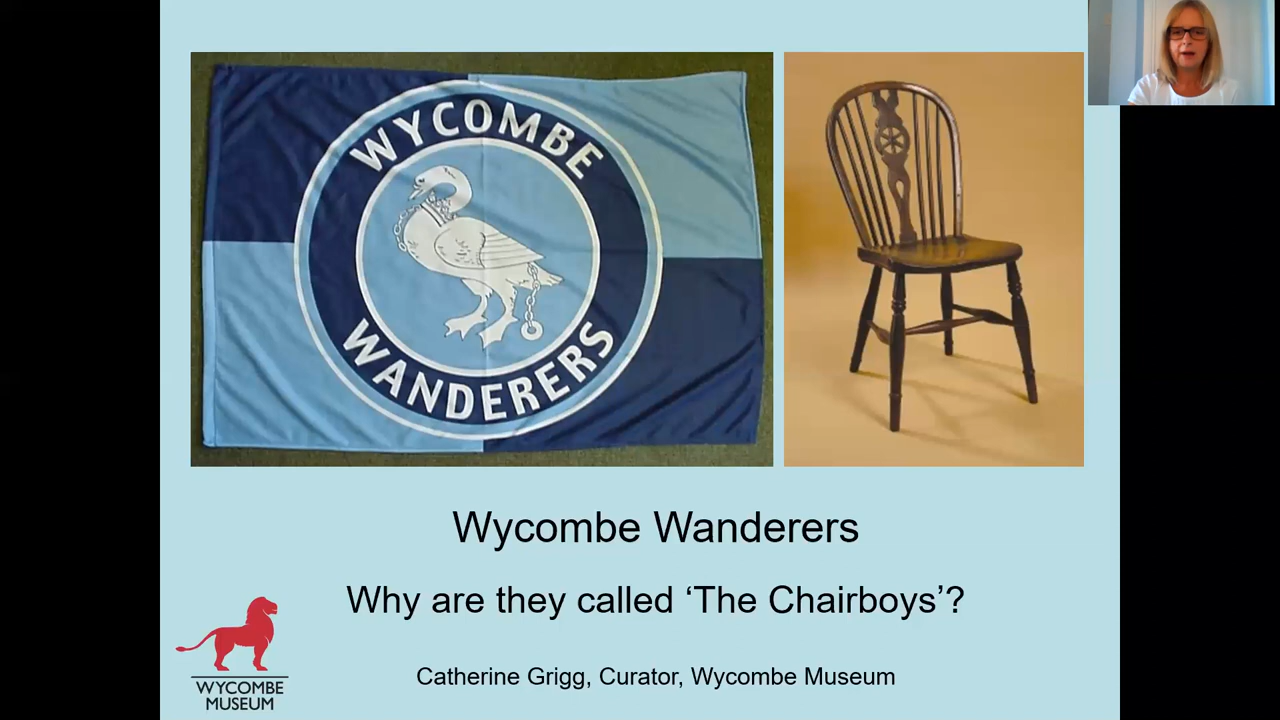 WYCOMBE
WANDERERS
Wycombe Wanderers
Why are they called ‘The Chairboys’?
Catherine Grigg, Curator, Wycombe Museum
WYCOMBE
MUSEUM